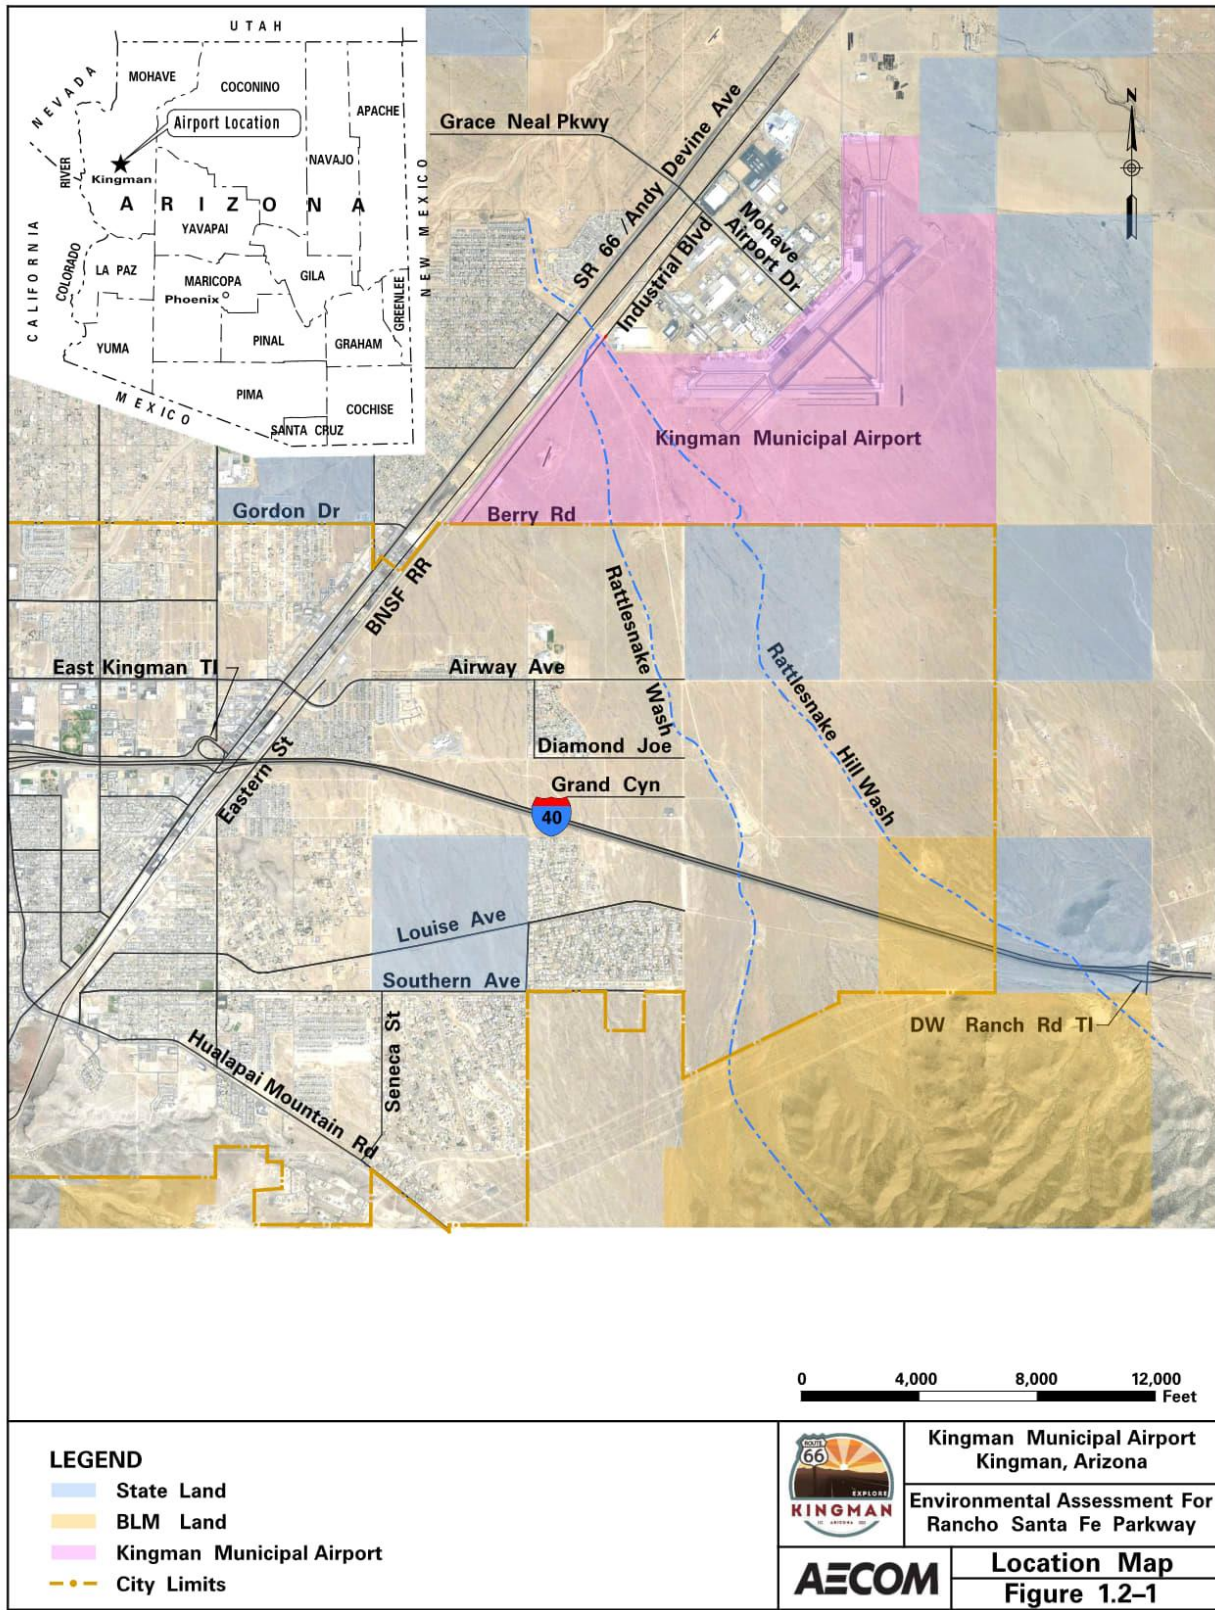 UTAH
NEVADA
MOHAVE
COCONINO
APACHE
Airport Location
NAVAJO
RIVER
Kingman
ARIZONA
NEW MEXICO
YAVAPAI
CALIFORNIA
COLORADO
LA PAZ
MARICOPA
GILA
Phoenix
GREENLEE
YUMA
PINAL
GRAHAM
PIMA
MEXICO
COCHISE
SANTA CRUZ
Grace Neal Pkwy
SR 66 /Andy Devine Ave
N
Mohave
Airport Dr
Industrial Blvd
Kingman Municipal Airport
Gordon Dr
Berry Rd
BNSF RR
Rattlesnake Wash
East Kingman TI
Airway Ave
Rattlesnake Hill Wash
Diamond Joe
Eastern St
Grand Cyn
40
Louise Ave
Southern Ave
DW Ranch Rd TI
Seneca St
Hualapai Mountain Rd
0 4,000 8,000 12,000
Feet
LEGEND
State Land
BLM Land
Kingman Municipal Airport
City Limits
ROUTE
66
EXPLORE
KINGMAN
ARIZONA
Kingman Municipal Airport
Kingman, Arizona
Environmental Assessment For
Rancho Santa Fe Parkway
AECOM
Location Map
Figure 1.2–1